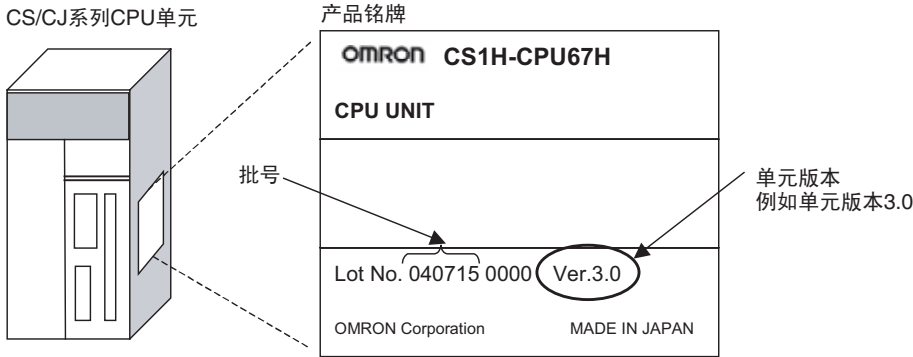 CS/CJ系列CPU单元
产品铭牌
OMRON CS1H-CPU67H
CPU UNIT
批号
单元版本
例如单元版本3.0
Lot No. 040715 0000 Ver.3.0
OMRON Corporation MADE IN JAPAN